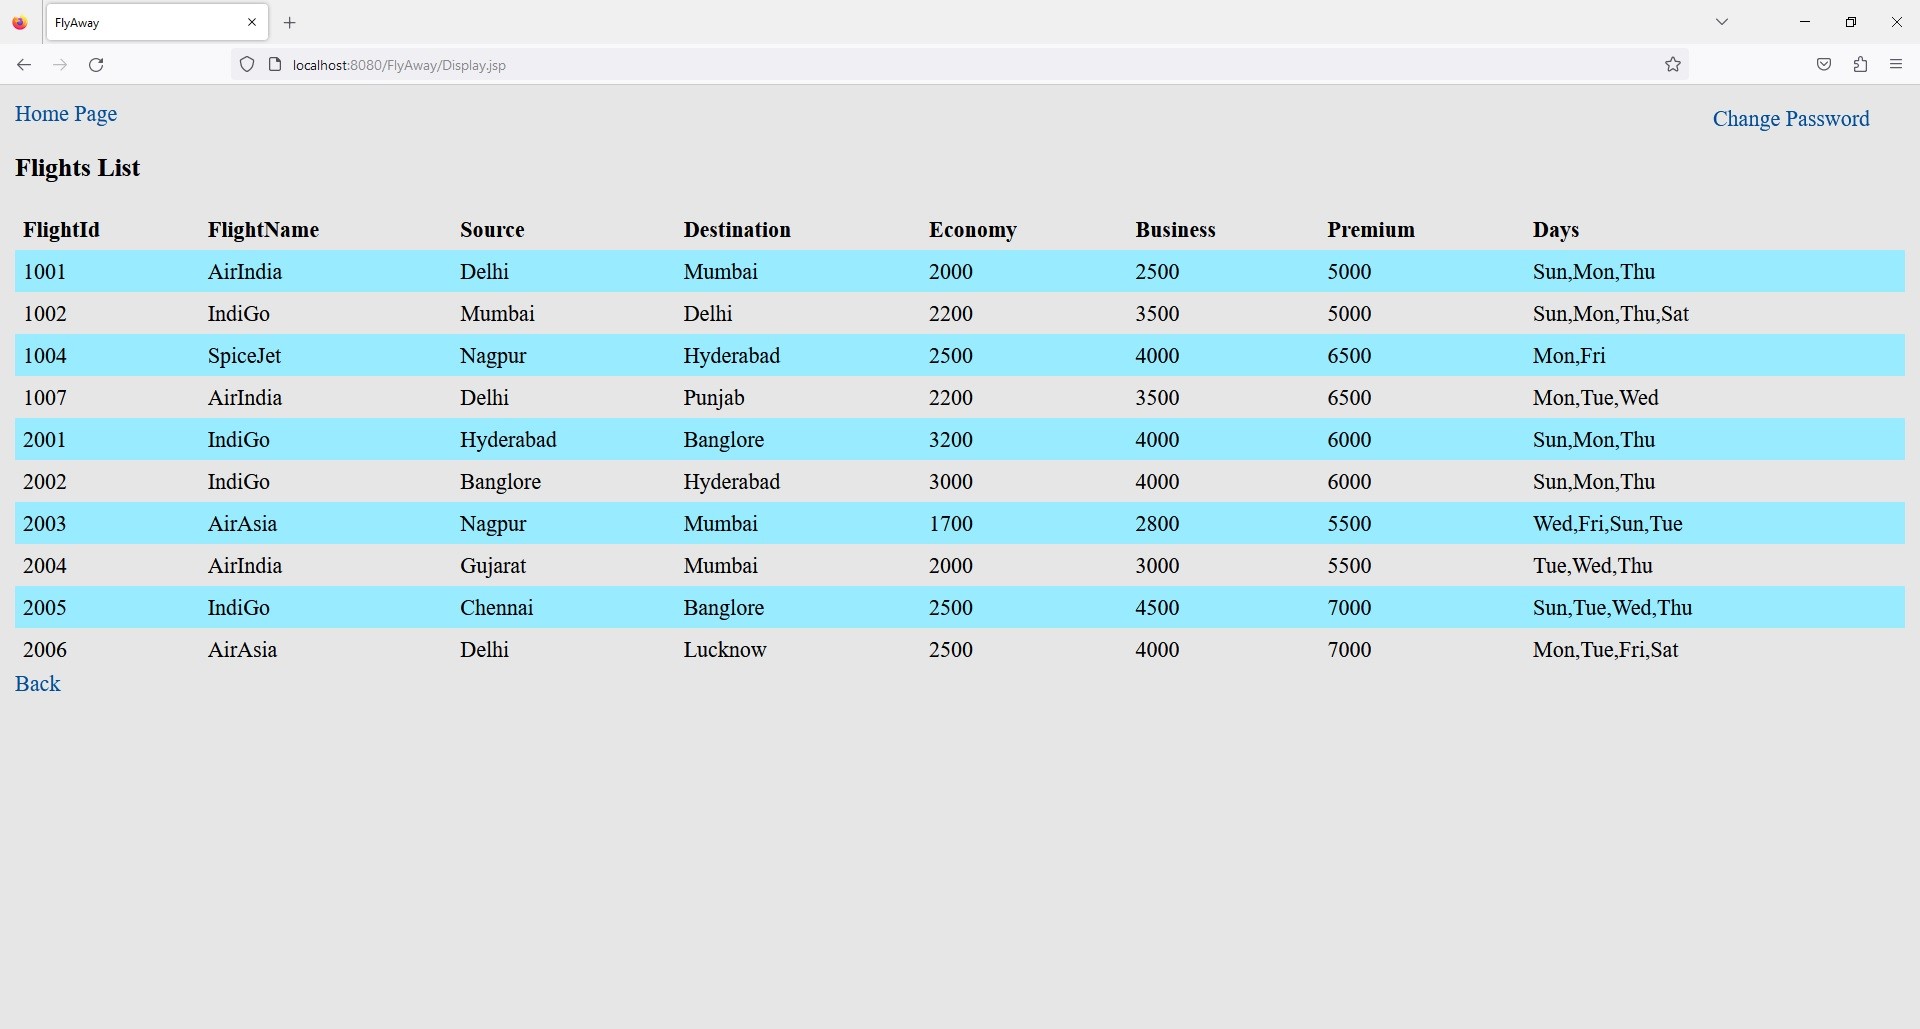 FlyAway
localhost:8080/FlyAway/Display.jsp
Home Page
Change Password
Flights List
FlightId FlightName Source Destination Economy Business Premium Days
1001 AirIndia Delhi Mumbai 2000 2500 5000 Sun,Mon,Thu
1002 IndiGo Mumbai Delhi 2200 3500 5000 Sun,Mon,Thu,Sat
1004 SpiceJet Nagpur Hyderabad 2500 4000 6500 Mon,Fri
1007 AirIndia Delhi Punjab 2200 3500 6500 Mon,Tue,Wed
2001 IndiGo Hyderabad Banglore 3200 4000 6000 Sun,Mon,Thu
2002 IndiGo Banglore Hyderabad 3000 4000 6000 Sun,Mon,Thu
2003 AirAsia Nagpur Mumbai 1700 2800 5500 Wed,Fri,Sun,Tue
2004 AirIndia Gujarat Mumbai 2000 3000 5500 Tue,Wed,Thu
2005 IndiGo Chennai Banglore 2500 4500 7000 Sun,Tue,Wed,Thu
2006 AirAsia Delhi Lucknow 2500 4000 7000 Mon,Tue,Fri,Sat
Back